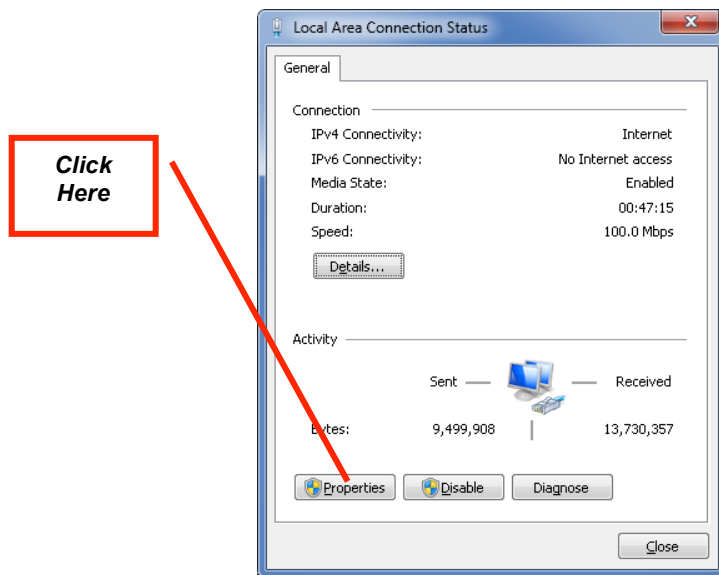 Local Area Connection Status
General
Connection
IPv4 Connectivity: Internet
IPv6 Connectivity: No Internet access
Media State: Enabled
Duration: 00:47:15
Speed: 100.0 Mbps
Details...
Click
Here
Activity
Sent Received
Bytes: 9,499,908 13,730,357
Properties Disable Diagnose
Close